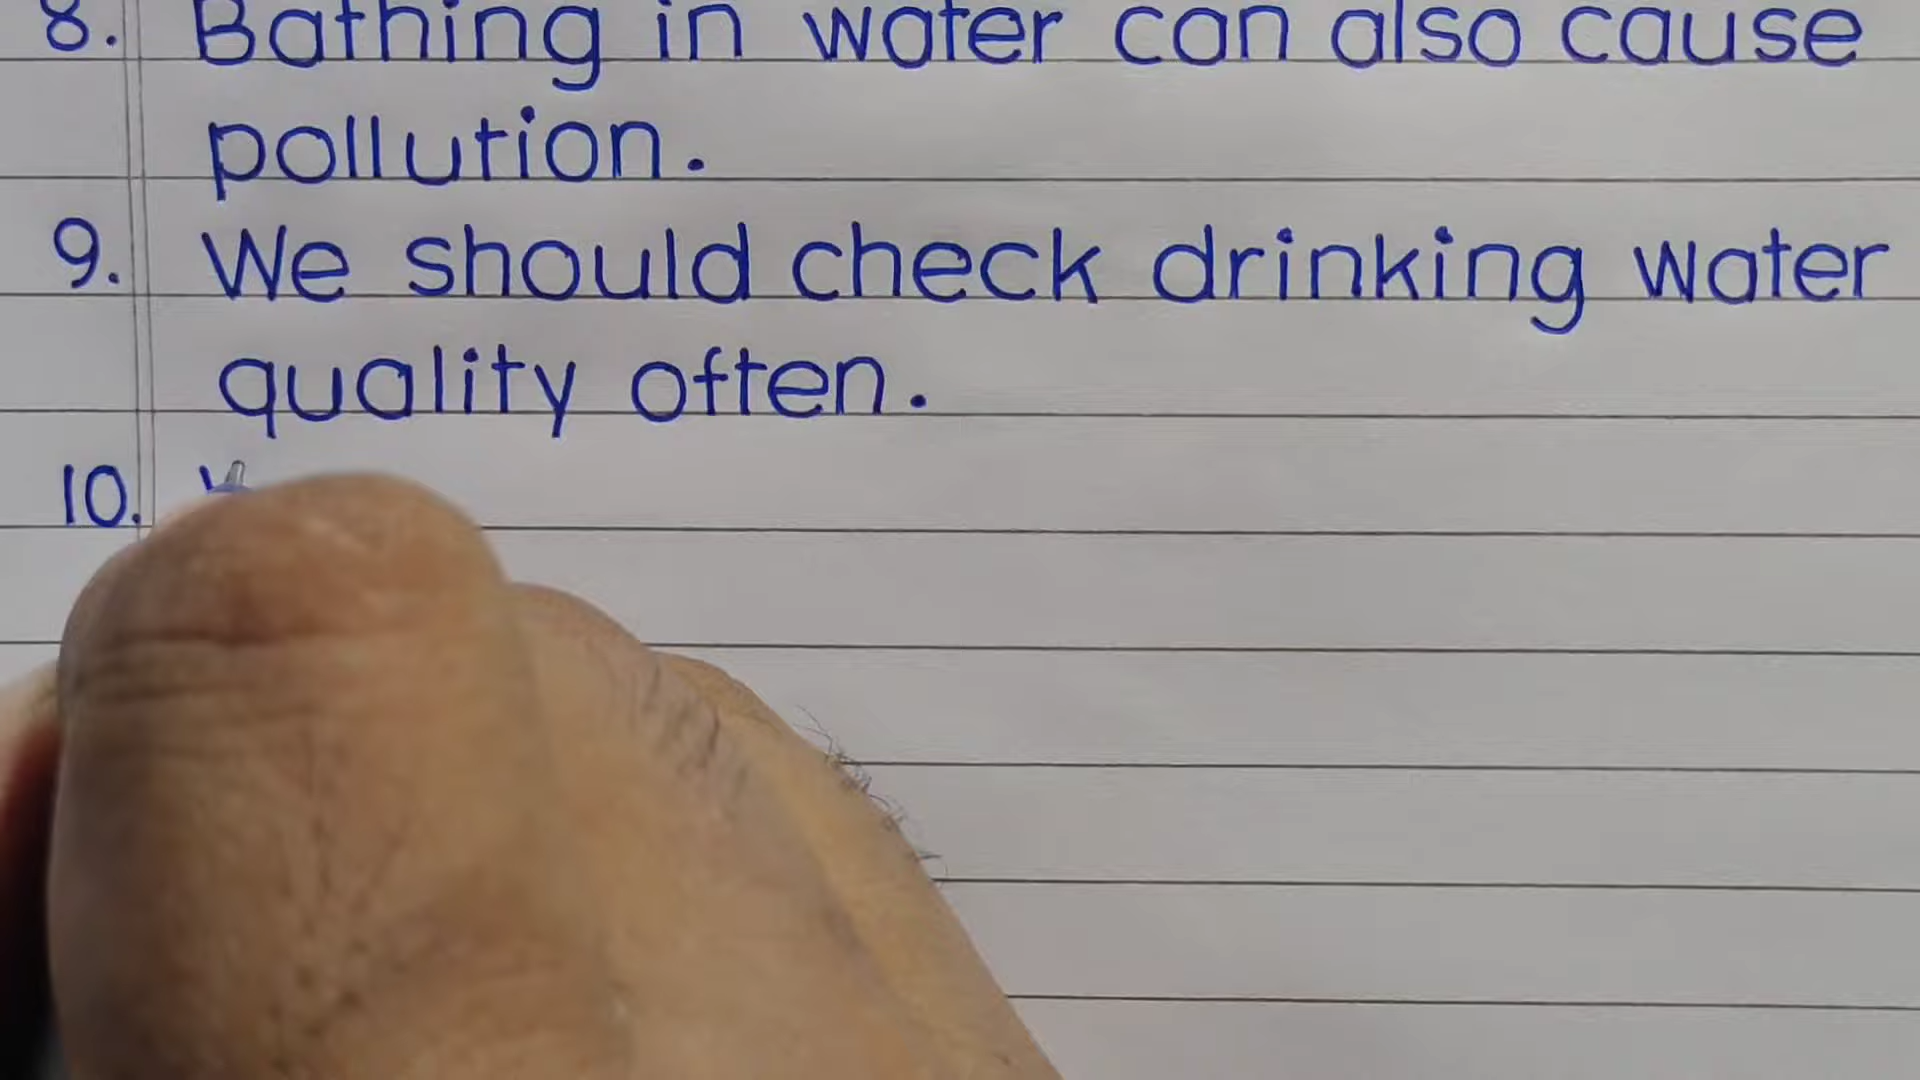 8. Bathing in water can also cause
pollution.
9. We should check drinking water
quality often.
10.